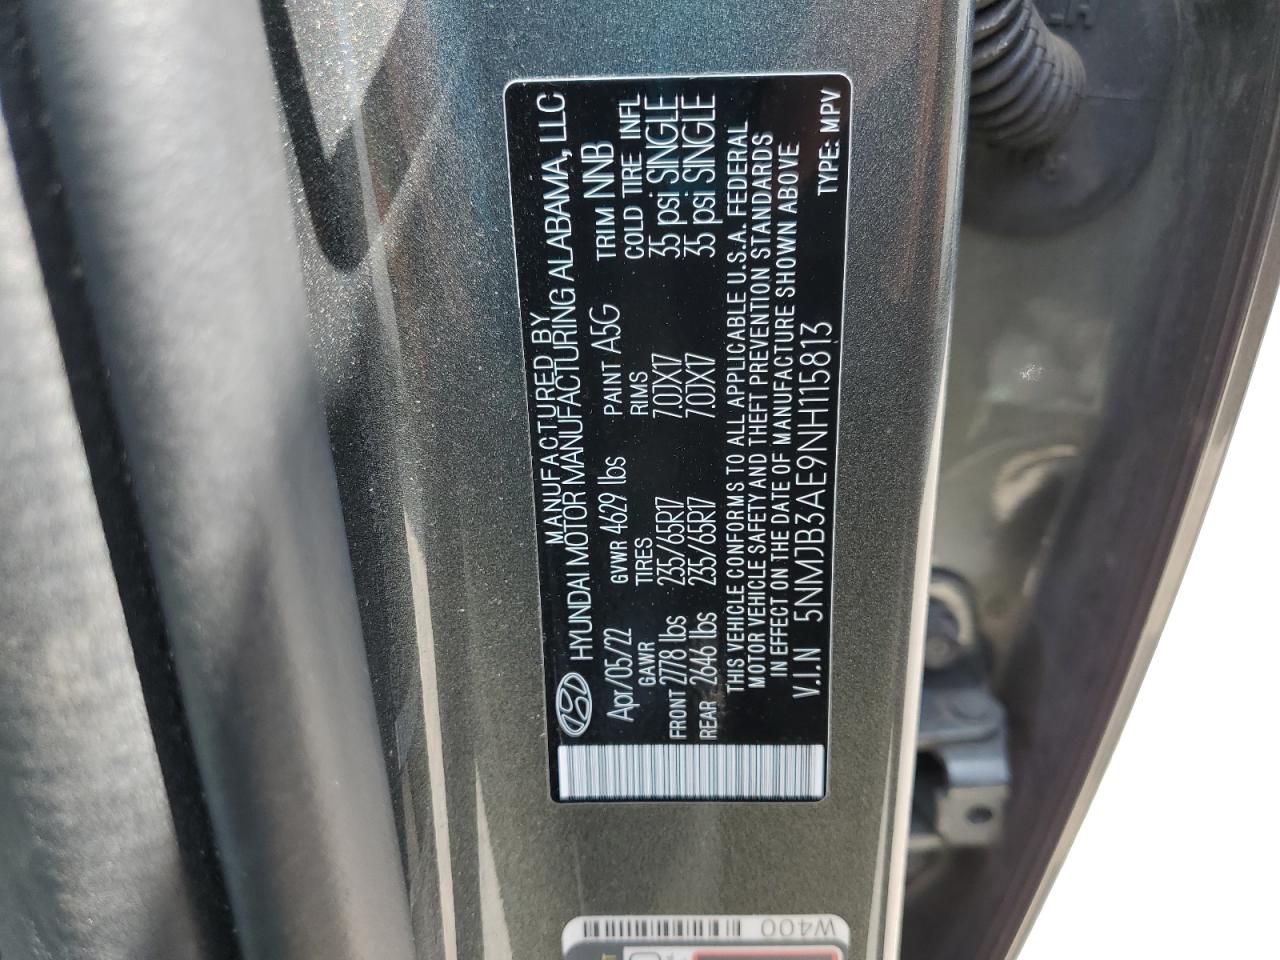 MANUFACTURED BY
HYUNDAI MOTOR MANUFACTURING ALABAMA, LLC
Apr/05/22 GVWR 4629 lbs PAINT A5G TRIM NNB
GAWR TIRES RIMS COLD TIRE INFL
FRONT 2778 lbs 235/65R17 7.0JX17 35 psi SINGLE
REAR 2646 lbs 235/65R17 7.0JX17 35 psi SINGLE
THIS VEHICLE CONFORMS TO ALL APPLICABLE U.S.A. FEDERAL
MOTOR VEHICLE SAFETY AND THEFT PREVENTION STANDARDS
IN EFFECT ON THE DATE OF MANUFACTURE SHOWN ABOVE
V.I.N 5NMJB3AE9NH115813 TYPE: MPV
W400